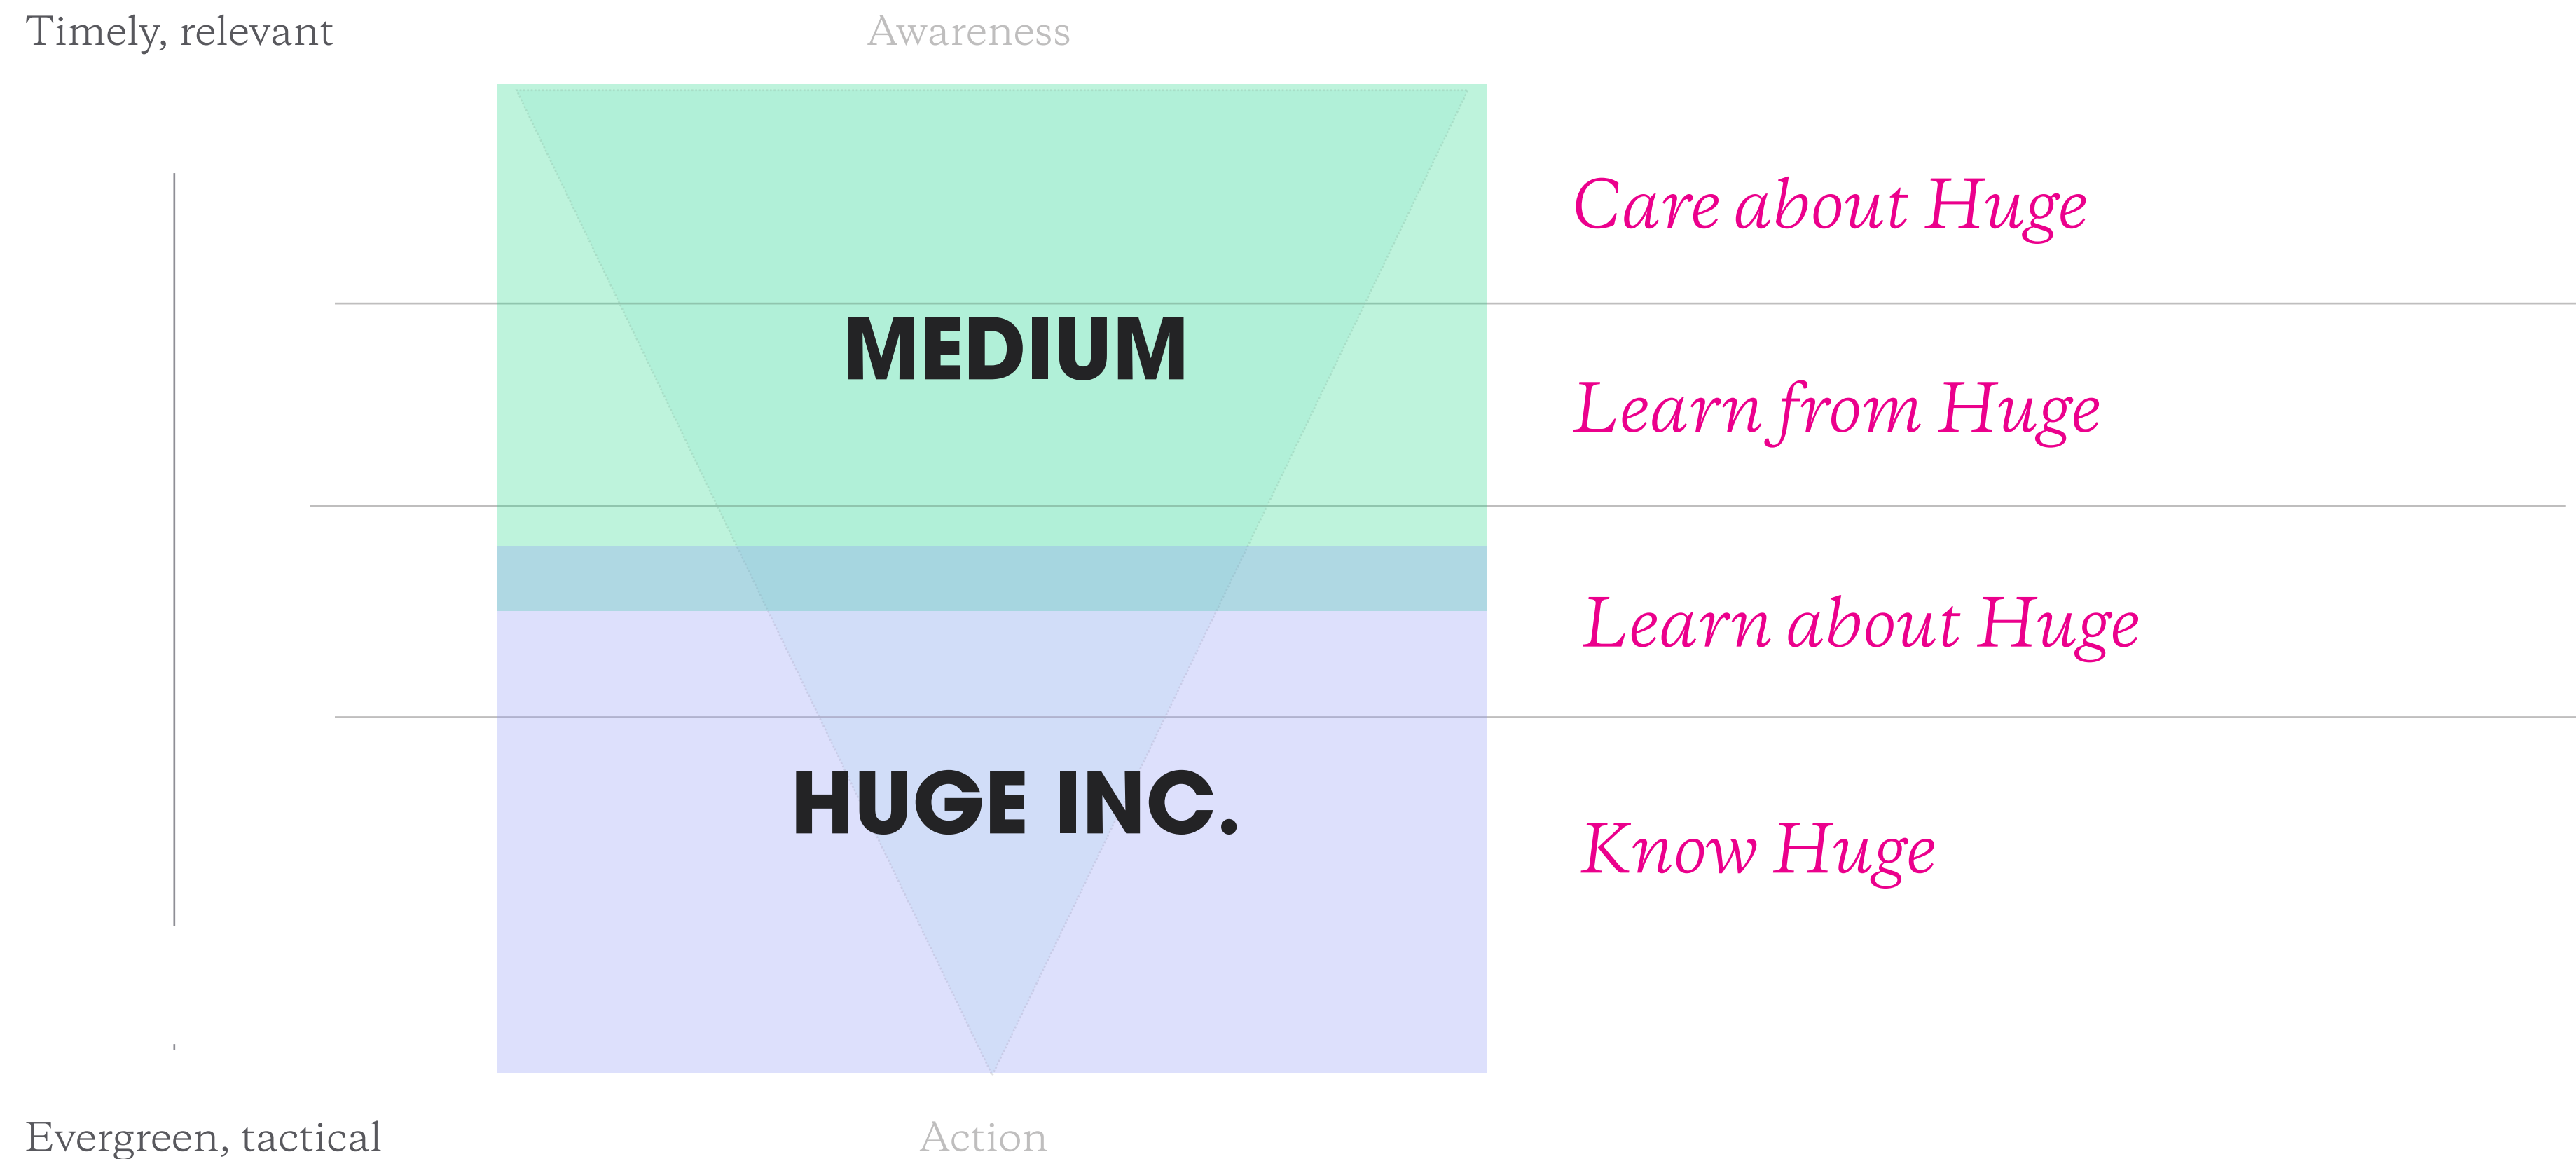 Timely, relevant
Awareness
Care about Huge
MEDIUM
Learn from Huge
Learn about Huge
HUGE INC.
Know Huge
Evergreen, tactical
Action